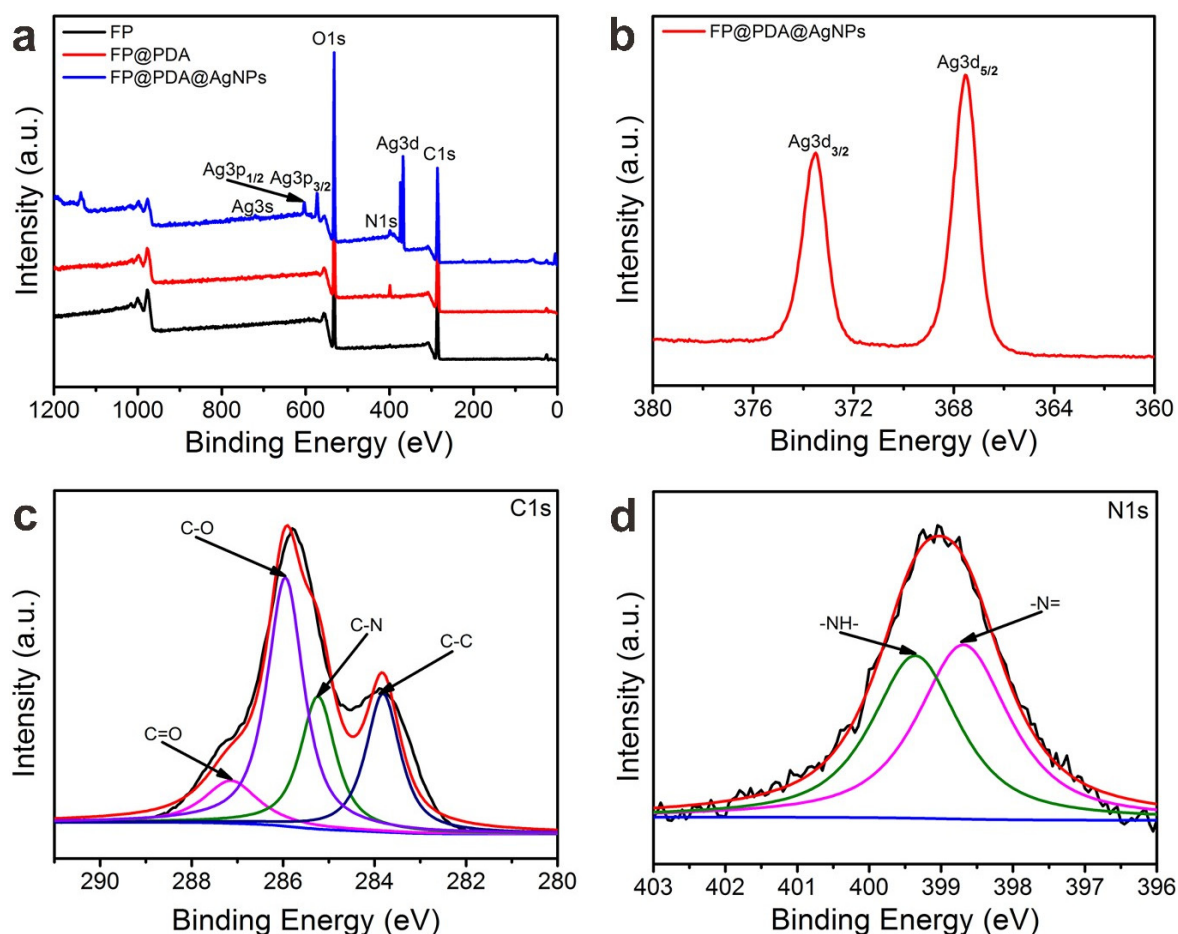 a
FP
FP@PDA
FP@PDA@AgNPs
O1s
Ag3d
C1s
Ag3p1/2
Ag3p3/2
Ag3s
N1s
Intensity (a.u.)
1200 1000 800 600 400 200 0
Binding Energy (eV)
b
FP@PDA@AgNPs
Ag3d5/2
Ag3d3/2
Intensity (a.u.)
380 376 372 368 364 360
Binding Energy (eV)
c
C1s
C-O
C-N
C-C
C=O
Intensity (a.u.)
290 288 286 284 282 280
Binding Energy (eV)
d
N1s
-NH-
-N=
Intensity (a.u.)
403 402 401 400 399 398 397 396
Binding Energy (eV)